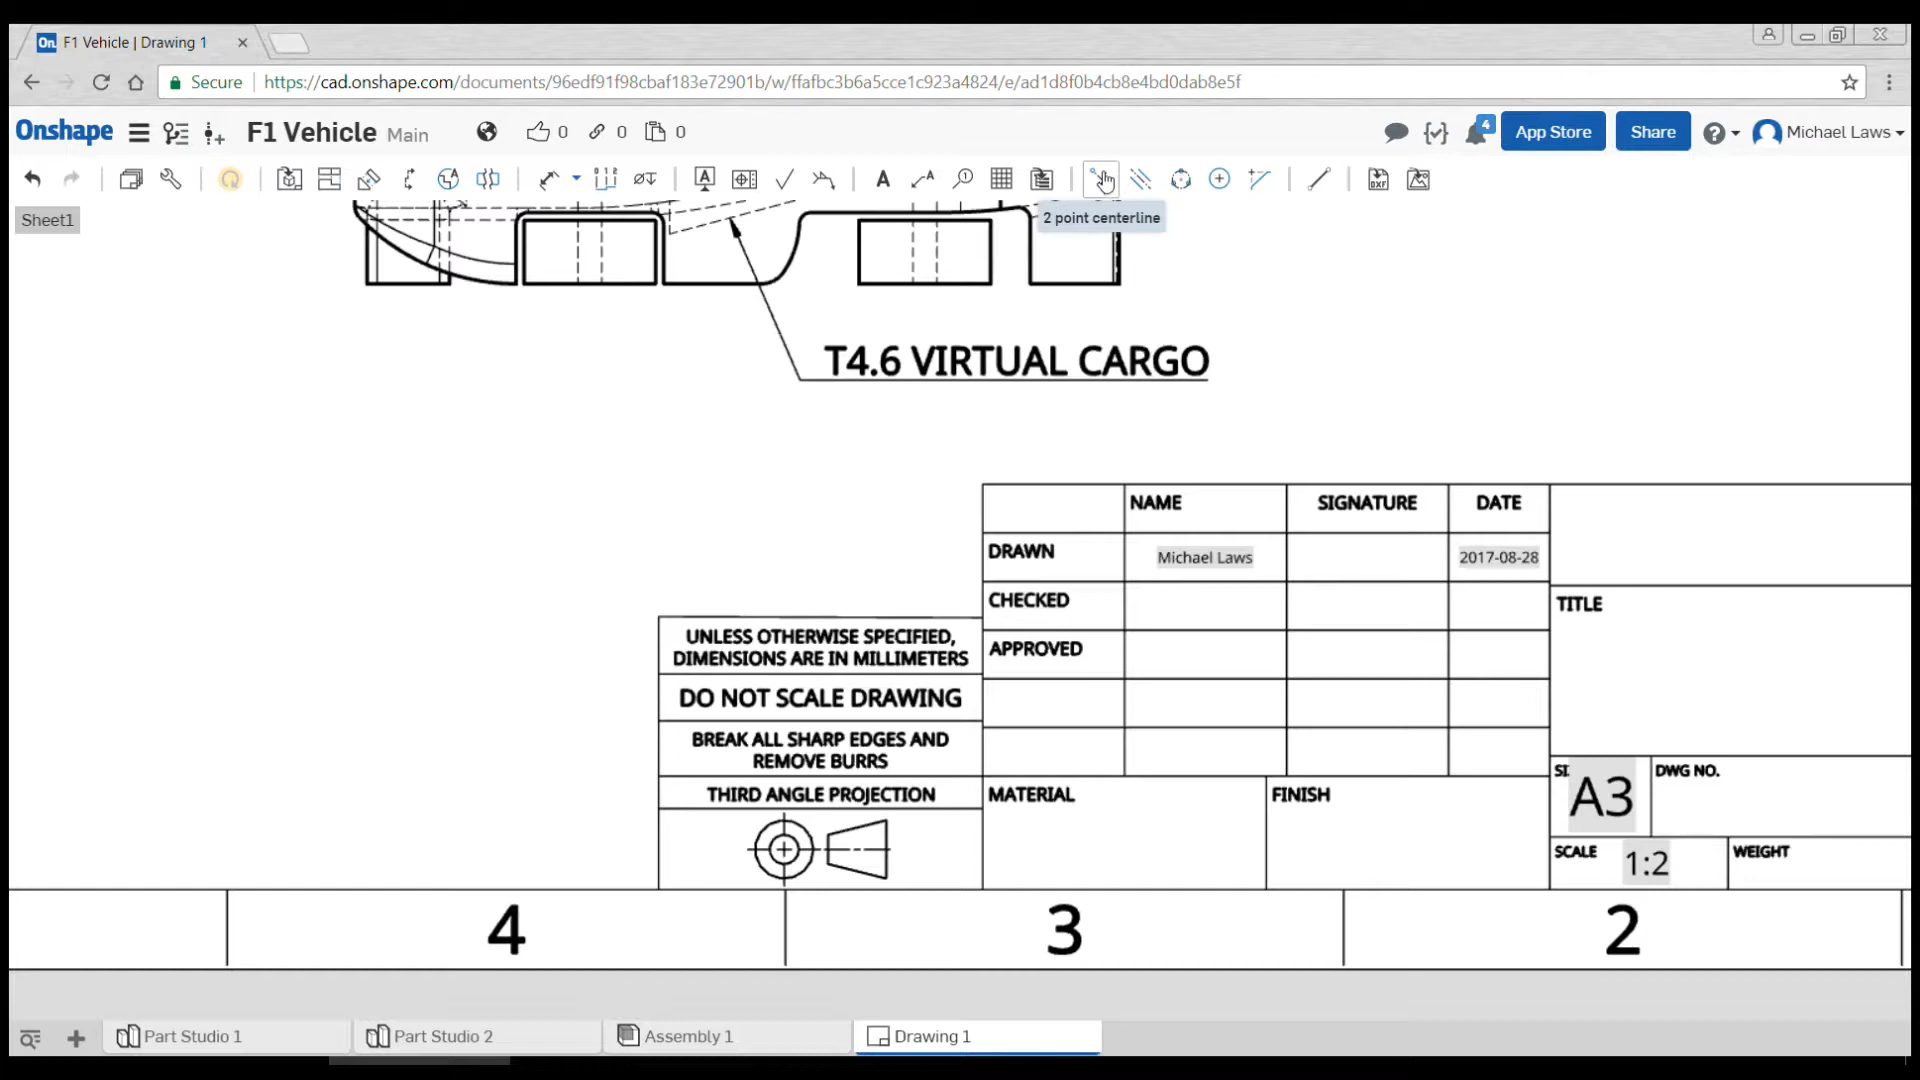 On F1 Vehicle | Drawing 1
Secure https://cad.onshape.com/documents/96edf91f98cbaf183e72901b/w/ffafbc3b6a5cce1c923a4824/e/ad1d8f0b4cb8e4bd0dab8e5f
Onshape F1 Vehicle Main 0 0 0 4 App Store Share Michael Laws
Sheet1
2 point centerline
T4.6 VIRTUAL CARGO
NAME SIGNATURE DATE
DRAWN Michael Laws 2017-08-28
CHECKED
APPROVED
TITLE
UNLESS OTHERWISE SPECIFIED,
DIMENSIONS ARE IN MILLIMETERS
DO NOT SCALE DRAWING
BREAK ALL SHARP EDGES AND
REMOVE BURRS
THIRD ANGLE PROJECTION
MATERIAL FINISH
A3 DWG NO.
SCALE 1:2 WEIGHT
4 3 2
Part Studio 1 Part Studio 2 Assembly 1 Drawing 1